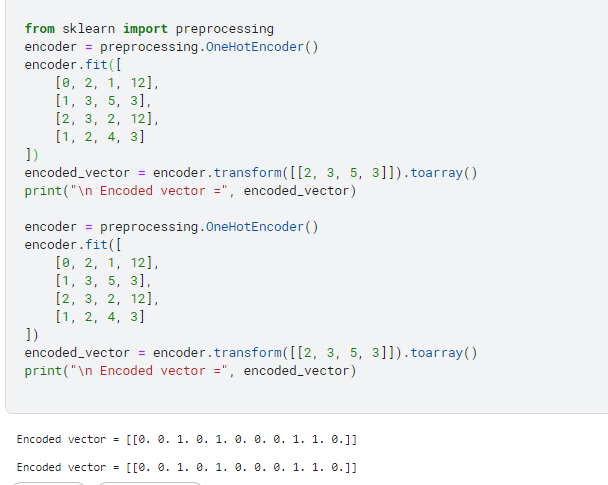 from sklearn import preprocessing
encoder = preprocessing.OneHotEncoder()
encoder.fit([
    [0, 2, 1, 12],
    [1, 3, 5, 3],
    [2, 3, 2, 12],
    [1, 2, 4, 3]
])
encoded_vector = encoder.transform([[2, 3, 5, 3]]).toarray()
print("\n Encoded vector =", encoded_vector)

encoder = preprocessing.OneHotEncoder()
encoder.fit([
    [0, 2, 1, 12],
    [1, 3, 5, 3],
    [2, 3, 2, 12],
    [1, 2, 4, 3]
])
encoded_vector = encoder.transform([[2, 3, 5, 3]]).toarray()
print("\n Encoded vector =", encoded_vector)

Encoded vector = [[0. 0. 1. 0. 1. 0. 0. 0. 1. 1. 0.]]
Encoded vector = [[0. 0. 1. 0. 1. 0. 0. 0. 1. 1. 0.]]